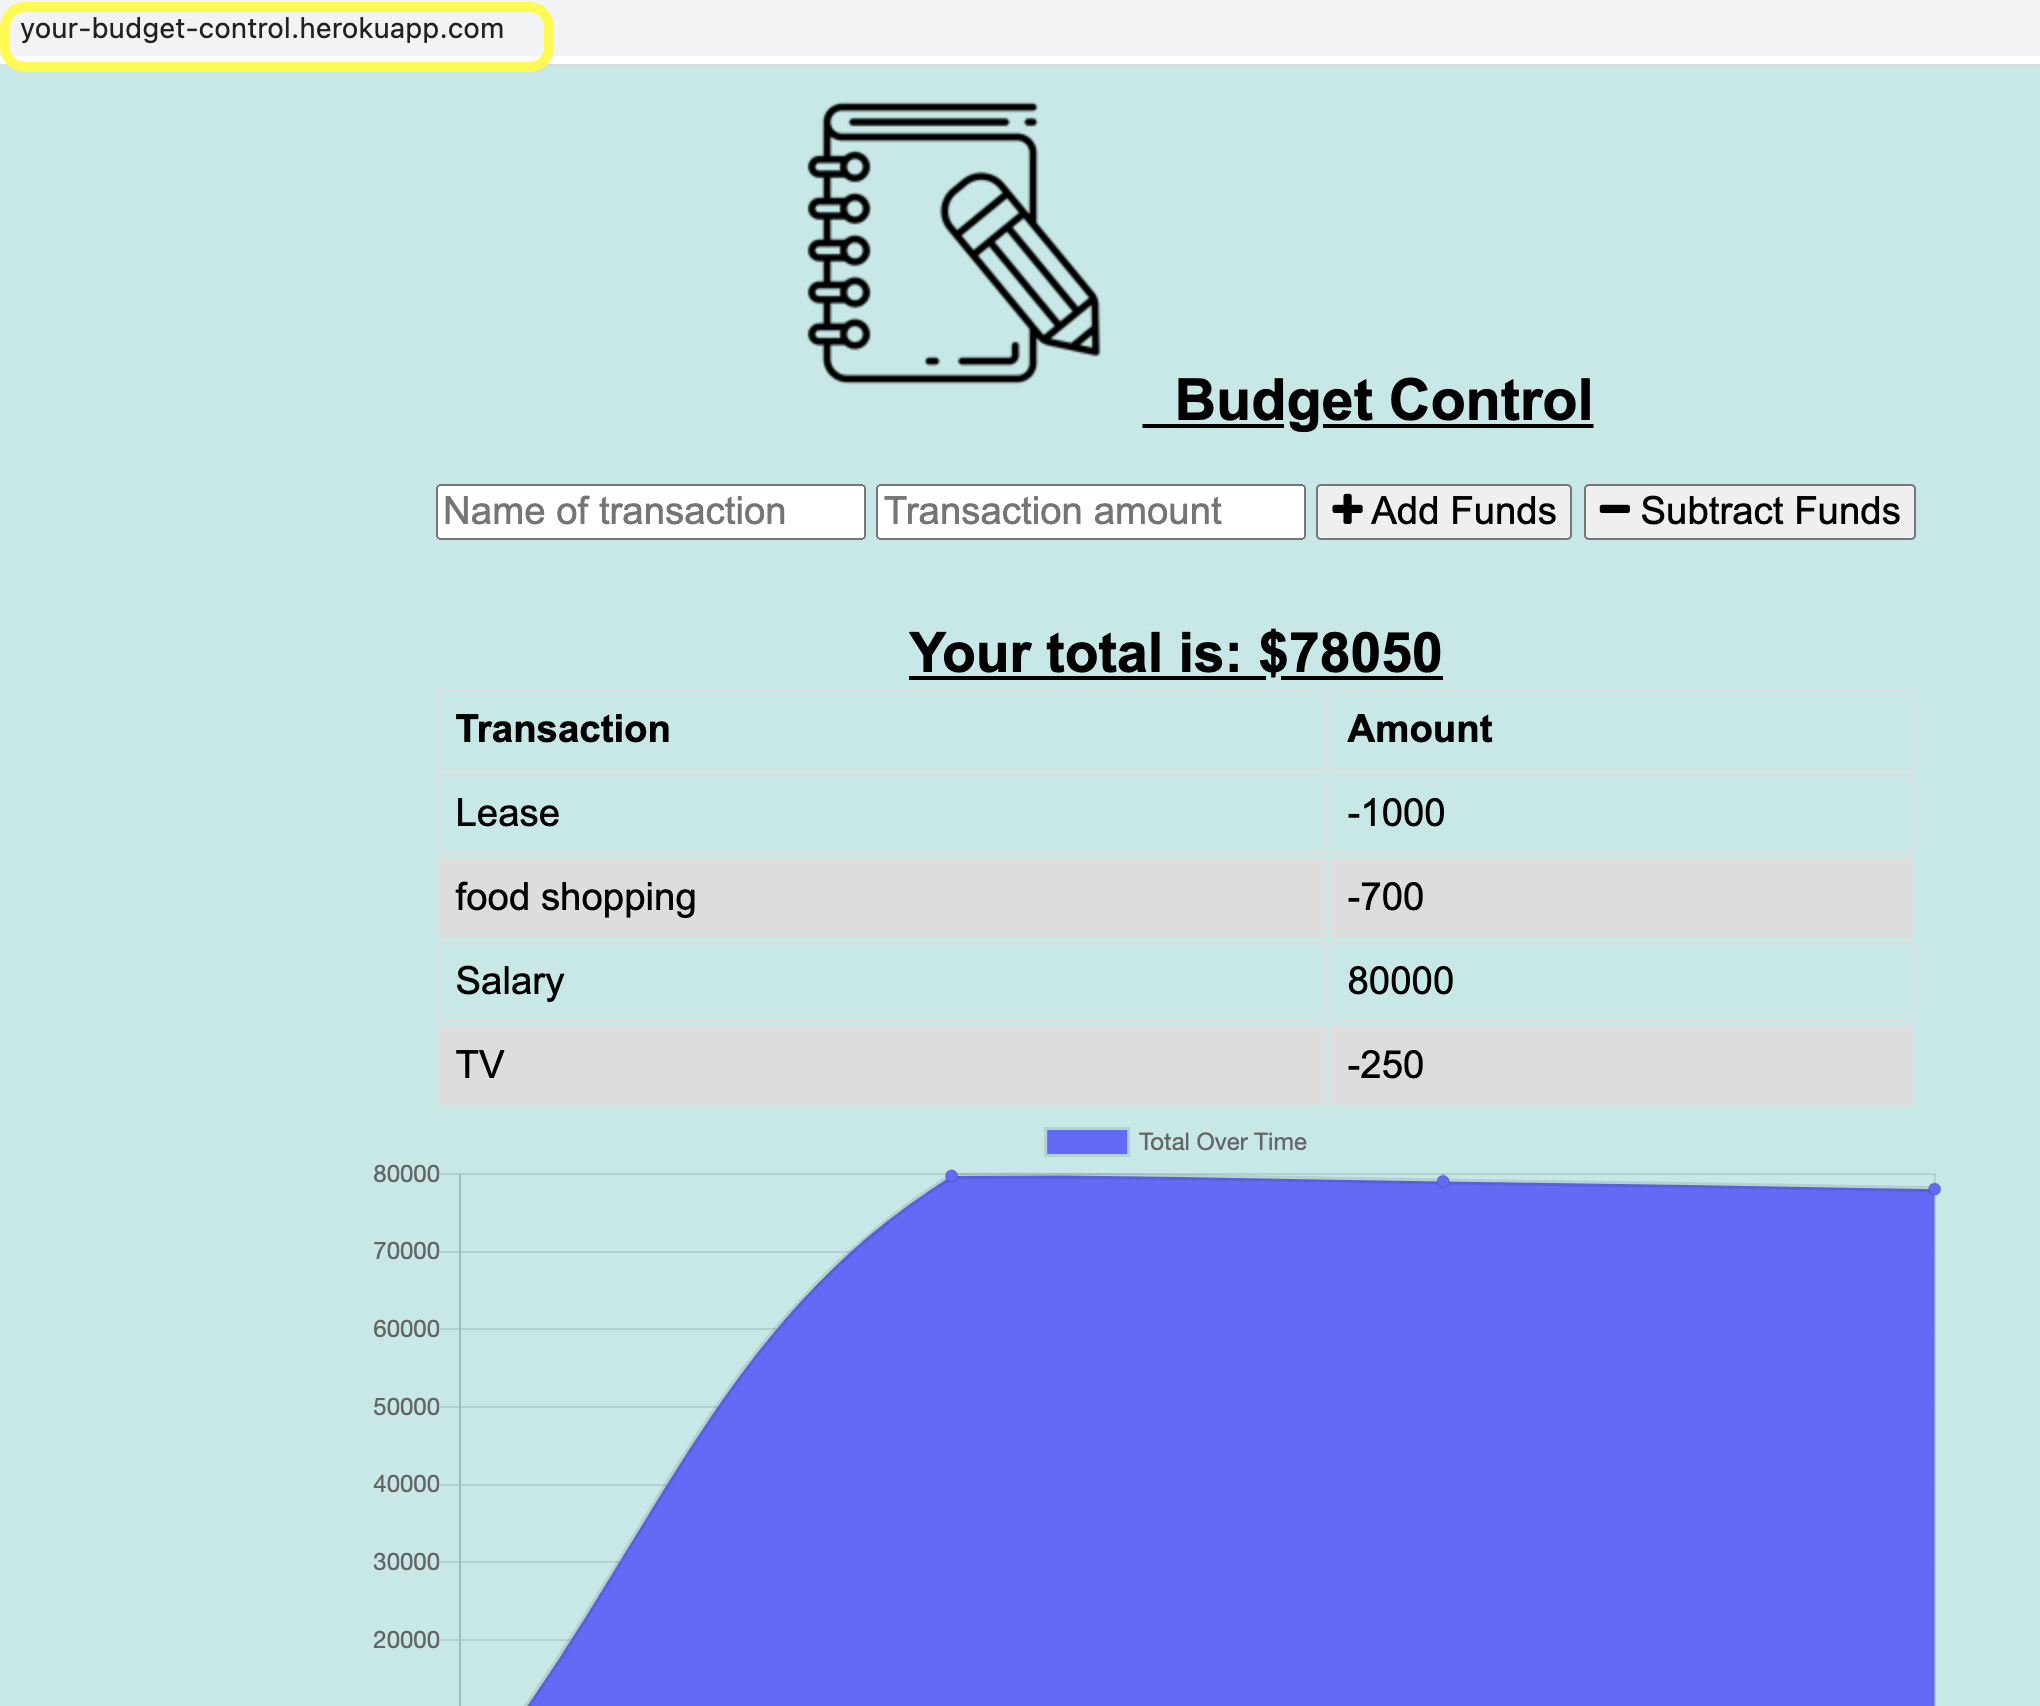 your-budget-control.herokuapp.com
Budget Control
Name of transaction Transaction amount + Add Funds − Subtract Funds
Your total is: $78050
Transaction Amount
Lease -1000
food shopping -700
Salary 80000
TV -250
Total Over Time
80000
70000
60000
50000
40000
30000
20000